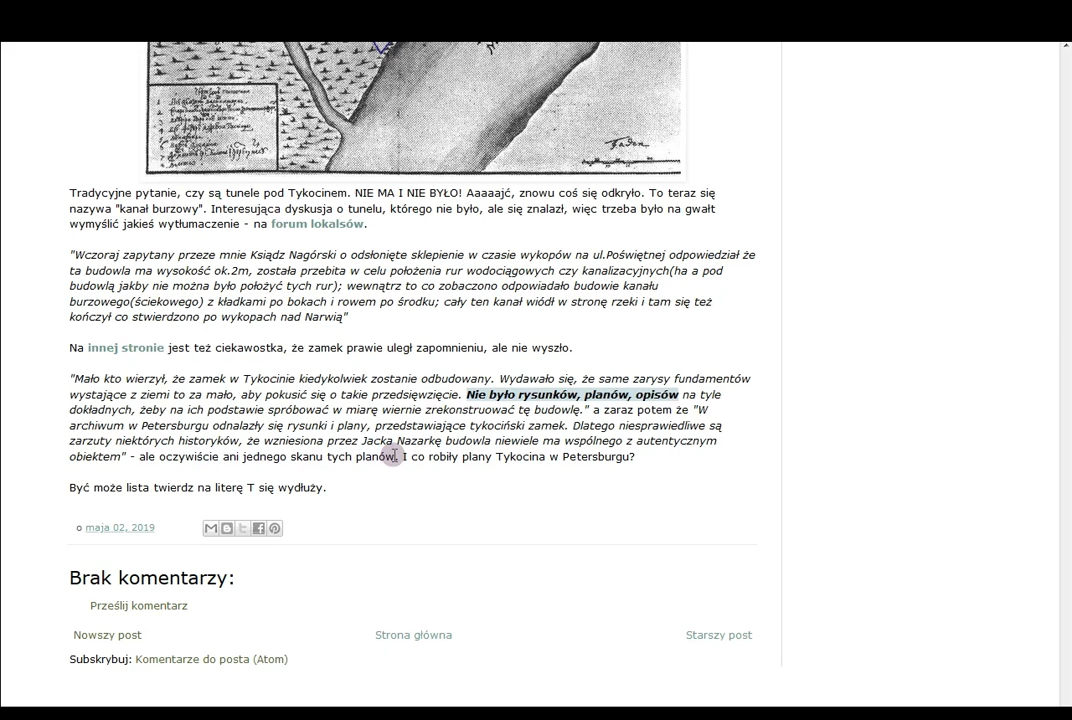 Faden
Tradycyjne pytanie, czy są tunele pod Tykocinem. NIE MA I NIE BYŁO! Aaaaajć, znowu coś się odkryło. To teraz się
nazywa "kanał burzowy". Interesująca dyskusja o tunelu, którego nie było, ale się znalazł, więc trzeba było na gwałt
wymyślić jakieś wytłumaczenie - na forum lokalsów.
"Wczoraj zapytany przeze mnie Ksiądz Nagórski o odsłonięte sklepienie w czasie wykopów na ul.Poświętnej odpowiedział że
ta budowla ma wysokość ok.2m, została przebita w celu położenia rur wodociągowych czy kanalizacyjnych(ha a pod
budowlą jakby nie można było położyć tych rur); wewnątrz to co zobaczono odpowiadało budowie kanału
burzowego(ściekowego) z kładkami po bokach i rowem po środku; cały ten kanał wiódł w stronę rzeki i tam się też
kończył co stwierdzono po wykopach nad Narwią"
Na innej stronie jest też ciekawostka, że zamek prawie uległ zapomnieniu, ale nie wyszło.
"Mało kto wierzył, że zamek w Tykocinie kiedykolwiek zostanie odbudowany. Wydawało się, że same zarysy fundamentów
wystające z ziemi to za mało, aby pokusić się o takie przedsięwzięcie. Nie było rysunków, planów, opisów na tyle
dokładnych, żeby na ich podstawie spróbować w miarę wiernie zrekonstruować tę budowlę." a zaraz potem że "W
archiwum w Petersburgu odnalazły się rysunki i plany, przedstawiające tykociński zamek. Dlatego niesprawiedliwe są
zarzuty niektórych historyków, że wzniesiona przez Jacka Nazarkę budowla niewiele ma wspólnego z autentycznym
obiektem" - ale oczywiście ani jednego skanu tych planów. I co robiły plany Tykocina w Petersburgu?
Być może lista twierdz na literę T się wydłuży.
o maja 02, 2019
Brak komentarzy:
Prześlij komentarz
Nowszy post Strona główna Starszy post
Subskrybuj: Komentarze do posta (Atom)